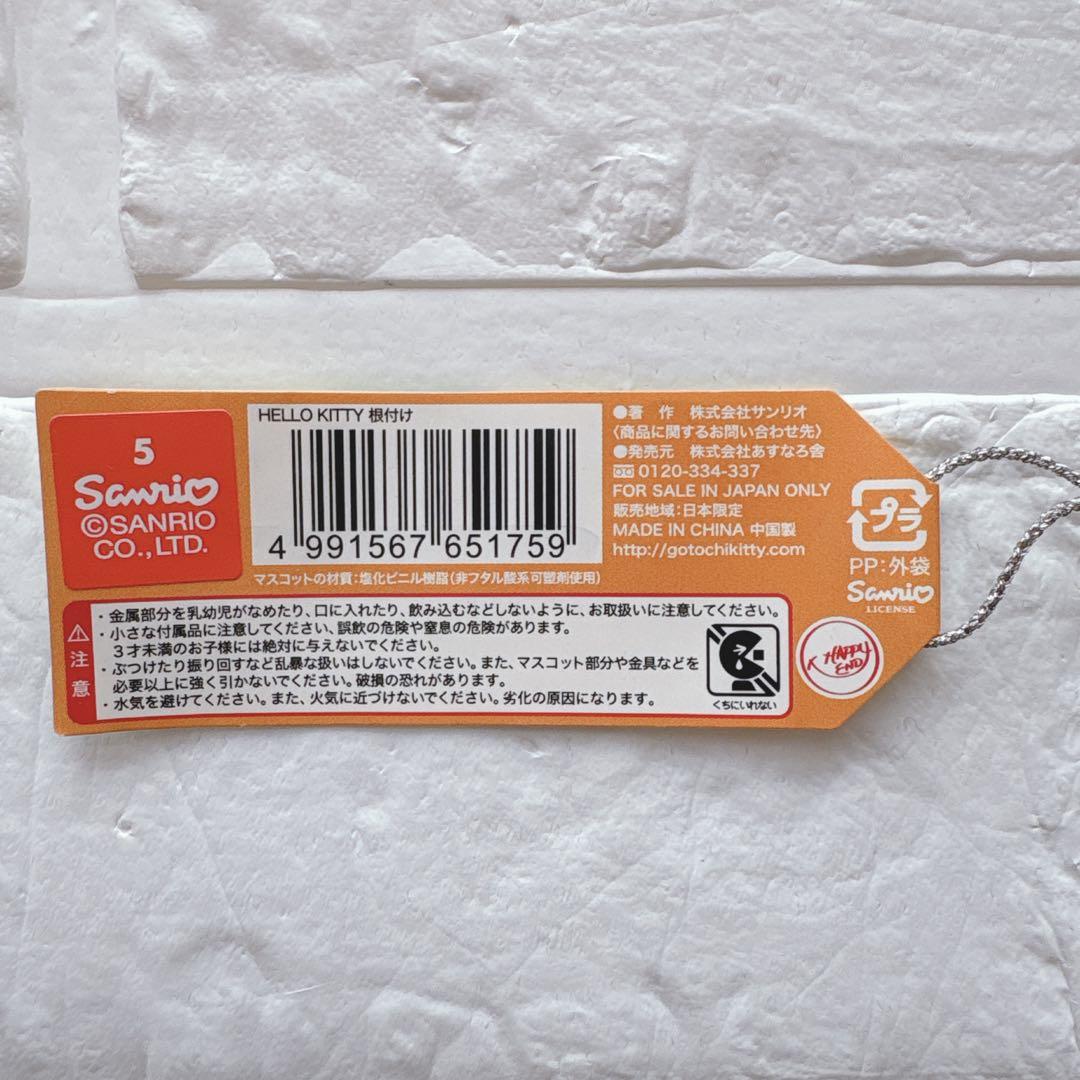 5
Sanrio
©SANRIO
CO., LTD.
HELLO KITTY 根付け
4 991567 651759
マスコットの材質:塩化ビニル樹脂(非フタル酸系可塑剤使用)
●著 作 株式会社サンリオ
〈商品に関するお問い合わせ先〉
●発売元 株式会社あすなろ舎
0120-334-337
FOR SALE IN JAPAN ONLY
販売地域:日本限定
MADE IN CHINA 中国製
http://gotochikitty.com
プラ
PP:外袋
Sanrio
LICENSE
注意
・金属部分を乳幼児がなめたり、口に入れたり、飲み込むなどしないように、お取扱いに注意してください。
・小さな付属品に注意してください、誤飲の危険や窒息の危険があります。
3才未満のお子様には絶対に与えないでください。
・ぶつけたり振り回すなど乱暴な扱いはしないでください。また、マスコット部分や金具などを
必要以上に強く引かないでください。破損の恐れがあります。
・水気を避けてください。また、火気に近づけないでください。劣化の原因になります。
くちにいれない
K HAPPY
END